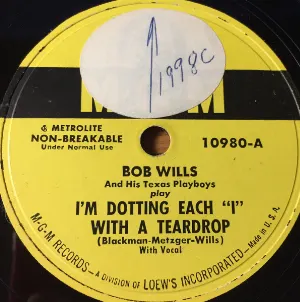 ↑
1998C
M-G-M
® METROLITE
NON-BREAKABLE
Under Normal Use
10980-A
BOB WILLS
And His Texas Playboys
play
I'M DOTTING EACH "I"
WITH A TEARDROP
(Blackman-Metzger-Wills)
With Vocal
M-G-M RECORDS—A DIVISION OF LOEW'S INCORPORATED—Made in U.S.A.